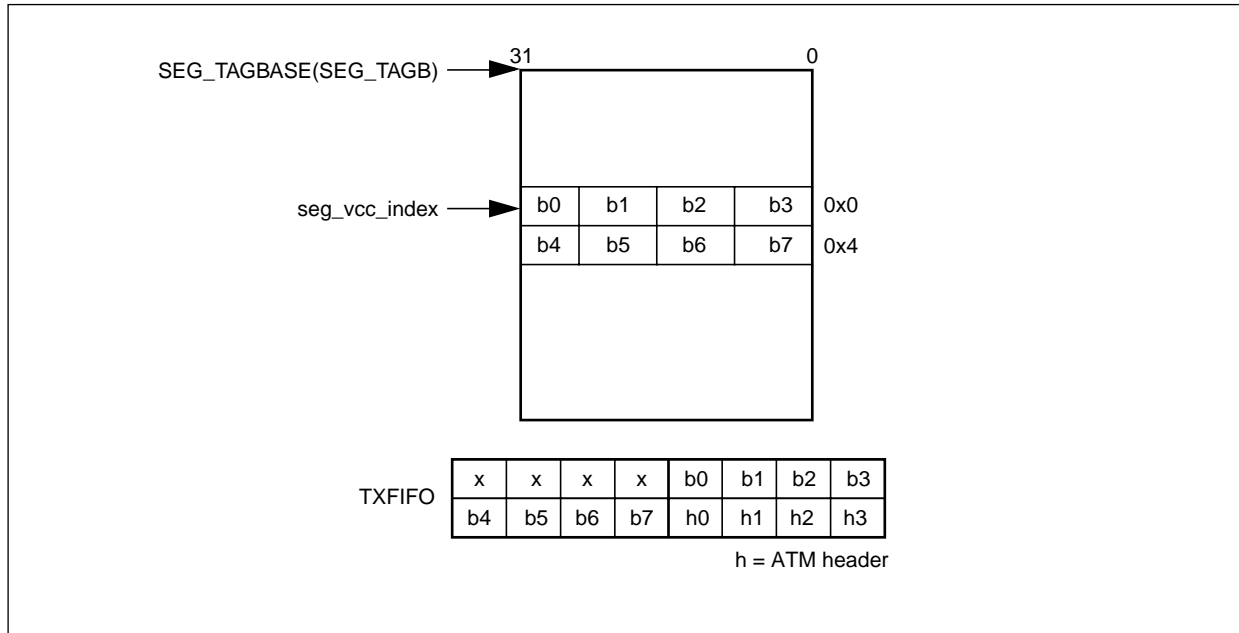 31 0
SEG_TAGBASE(SEG_TAGB)
seg_vcc_index b0 b1 b2 b3 0x0
b4 b5 b6 b7 0x4
TXFIFO
x x x x b0 b1 b2 b3
b4 b5 b6 b7 h0 h1 h2 h3
h = ATM header